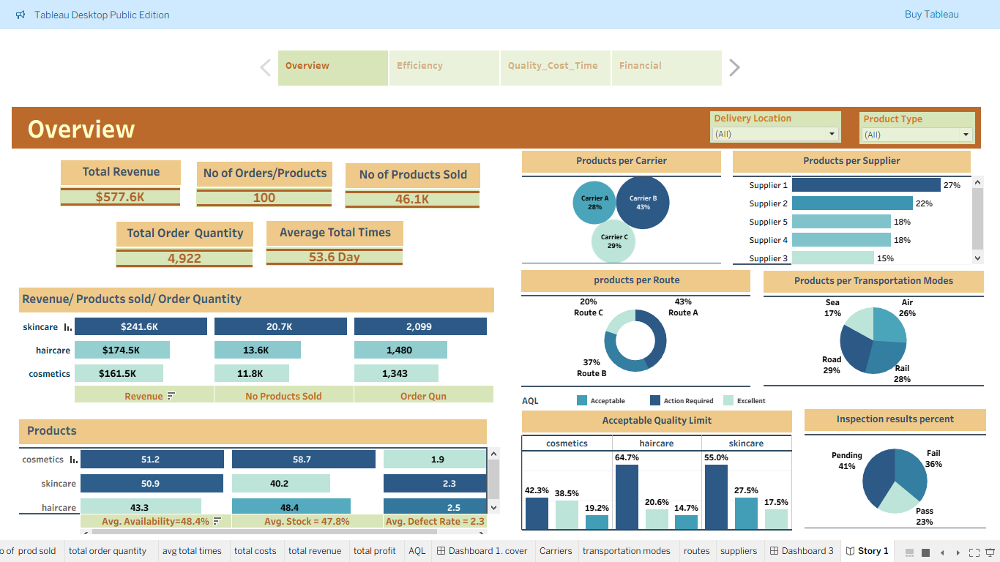 Tableau Desktop Public Edition
Buy Tableau
Overview
Efficiency
Quality_Cost_Time
Financial
Overview
Delivery Location
(All)
Product Type
(All)
Total Revenue
$577.6K
No of Orders/Products
100
No of Products Sold
46.1K
Total Order Quantity
4,922
Average Total Times
53.6 Day
Revenue/ Products sold/ Order Quantity
skincare
$241.6K
20.7K
2,099
haircare
$174.5K
13.6K
1,480
cosmetics
$161.5K
11.8K
1,343
Revenue
No Products Sold
Order Qun
Products
cosmetics
51.2
58.7
1.9
skincare
50.9
40.2
2.3
haircare
43.3
48.4
2.5
Avg. Availability=48.4%
Avg. Stock = 47.8%
Avg. Defect Rate = 2.3
Products per Carrier
Carrier A
28%
Carrier B
43%
Carrier C
29%
Products per Supplier
Supplier 1
27%
Supplier 2
22%
Supplier 5
18%
Supplier 4
18%
Supplier 3
15%
products per Route
20%
Route C
43%
Route A
37%
Route B
Products per Transportation Modes
Sea
17%
Air
26%
Road
29%
Rail
28%
AQL
Acceptable
Action Required
Excellent
Acceptable Quality Limit
cosmetics
haircare
skincare
42.3%
38.5%
19.2%
64.7%
20.6%
14.7%
55.0%
27.5%
17.5%
Inspection results percent
Pending
41%
Fail
36%
Pass
23%
o of prod sold
total order quantity
avg total times
total costs
total revenue
total profit
AQL
Dashboard 1. cover
Carriers
transportation modes
routes
suppliers
Dashboard 3
Story 1